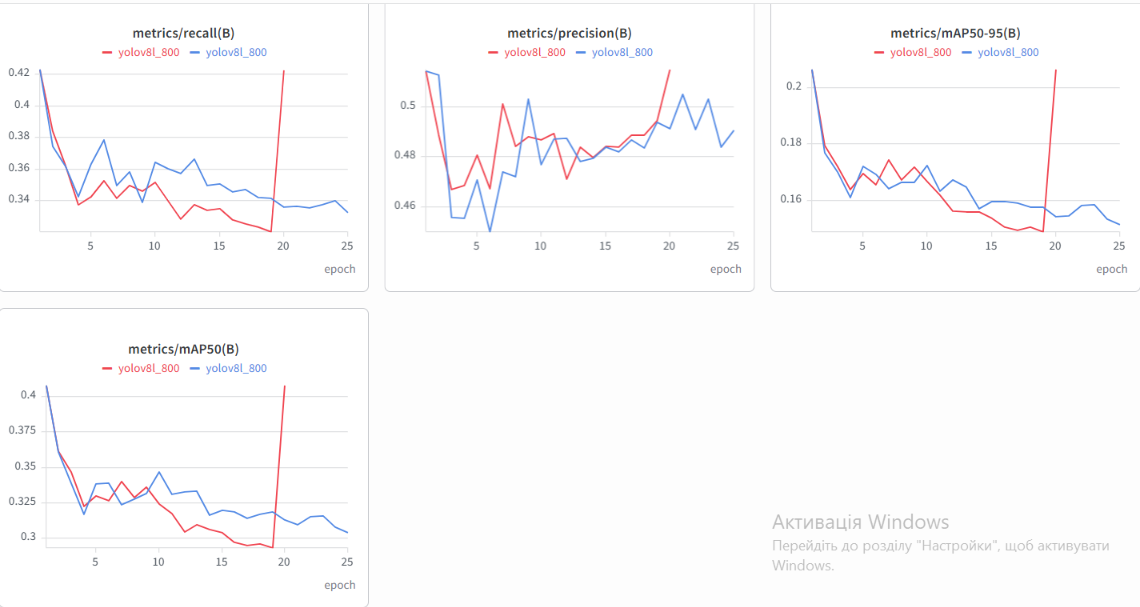 metrics/recall(B)
yolov8l_800 yolov8l_800
0.42
0.4
0.38
0.36
0.34
5 10 15 20 25
epoch
metrics/precision(B)
yolov8l_800 yolov8l_800
0.5
0.48
0.46
5 10 15 20 25
epoch
metrics/mAP50-95(B)
yolov8l_800 yolov8l_800
0.2
0.18
0.16
5 10 15 20 25
epoch
metrics/mAP50(B)
yolov8l_800 yolov8l_800
0.4
0.375
0.35
0.325
0.3
5 10 15 20 25
epoch
Активація Windows
Перейдіть до розділу "Настройки", щоб активувати
Windows.